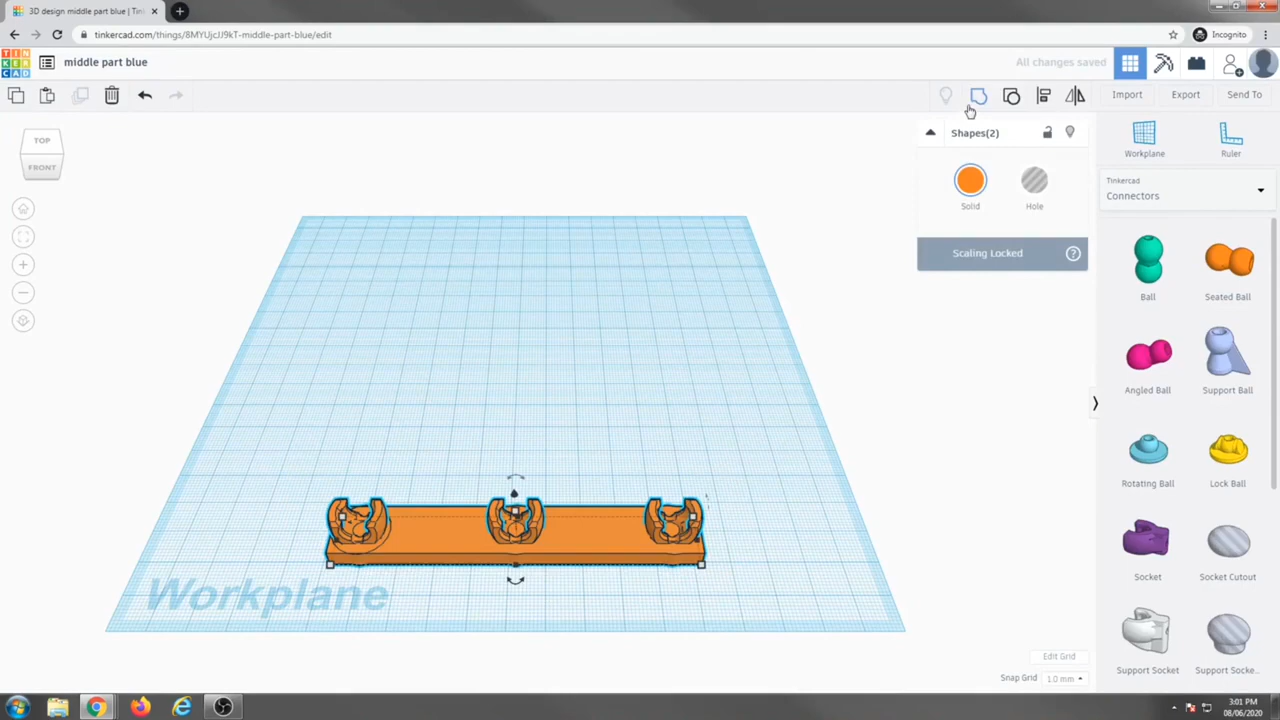 3D design middle part blue | Tin
Incognito
tinkercad.com/things/8MYUjcJJ9kT-middle-part-blue/edit
TIN
KER
CAD
middle part blue
All changes saved
Import
Export
Send To
Shapes(2)
Solid
Hole
Scaling Locked
?
TOP
FRONT
Workplane
Ruler
Tinkercad
Connectors
Ball
Seated Ball
Angled Ball
Support Ball
Rotating Ball
Lock Ball
Socket
Socket Cutout
Support Socket
Support Socke...
Workplane
Edit Grid
Snap Grid
1.0 mm
3:01 PM
08/06/2020